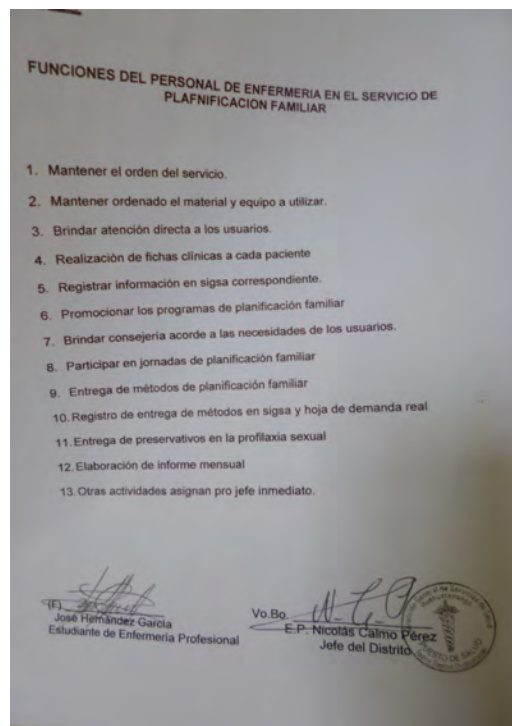 FUNCIONES DEL PERSONAL DE ENFERMERIA EN EL SERVICIO DE
PLAFNIFICACION FAMILIAR
1. Mantener el orden del servicio.
2. Mantener ordenado el material y equipo a utilizar.
3. Brindar atención directa a los usuarios.
4. Realización de fichas clínicas a cada paciente
5. Registrar información en sigsa correspondiente.
6. Promocionar los programas de planificación familiar
7. Brindar consejería acorde a las necesidades de los usuarios.
8. Participar en jornadas de planificación familiar
9. Entrega de métodos de planificación familiar
10. Registro de entrega de métodos en sigsa y hoja de demanda real
11. Entrega de preservativos en la profilaxia sexual
12. Elaboración de informe mensual
13. Otras actividades asignan pro jefe inmediato.
(F)
José Hernández García
Estudiante de Enfermería Profesional
Vo.Bo
E.P. Nicolás Calmo Pérez
Jefe del Distrito
PUESTO DE SALUD